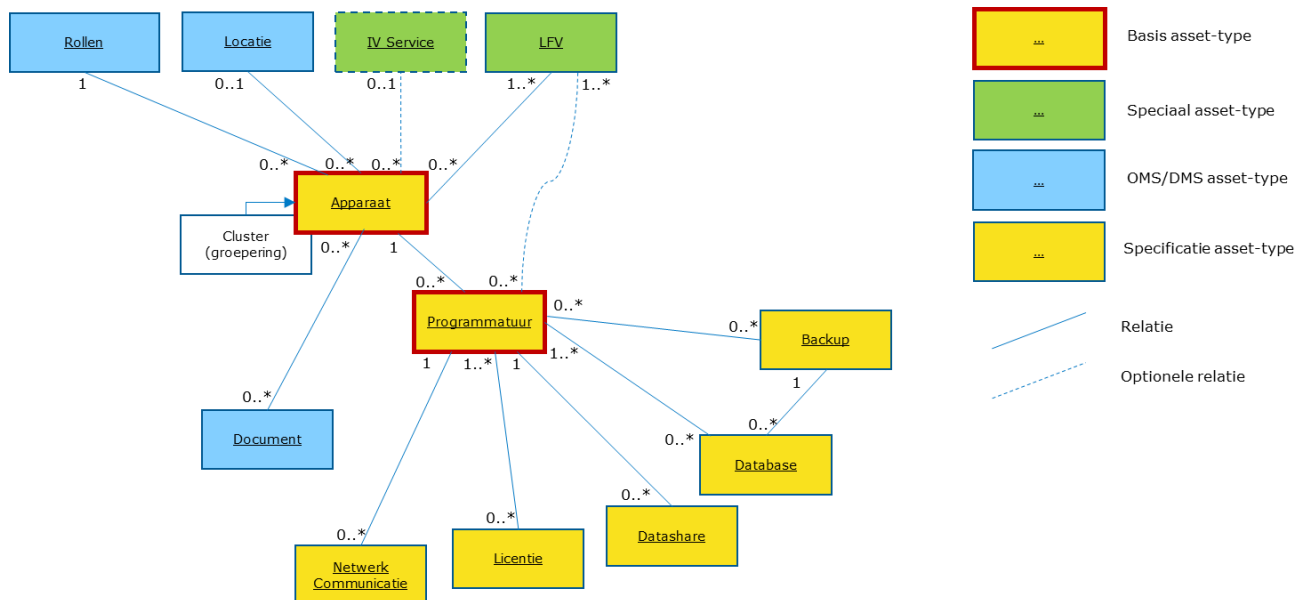 Rollen
Locatie
IV Service
LFV
1
0..1
0..1
1..*
1..*
0..*
0..*
0..*
0..*
Apparaat
Cluster
(groepering)
0..*
1
0..*
0..*
Programmatuur
0..*
0..*
Backup
1
1..*
1
1..*
1
0..*
Document
0..*
0..*
Database
0..*
0..*
Datashare
0..*
Licentie
0..*
Netwerk
Communicatie
...
Basis asset-type
...
Speciaal asset-type
...
OMS/DMS asset-type
...
Specificatie asset-type
Relatie
Optionele relatie